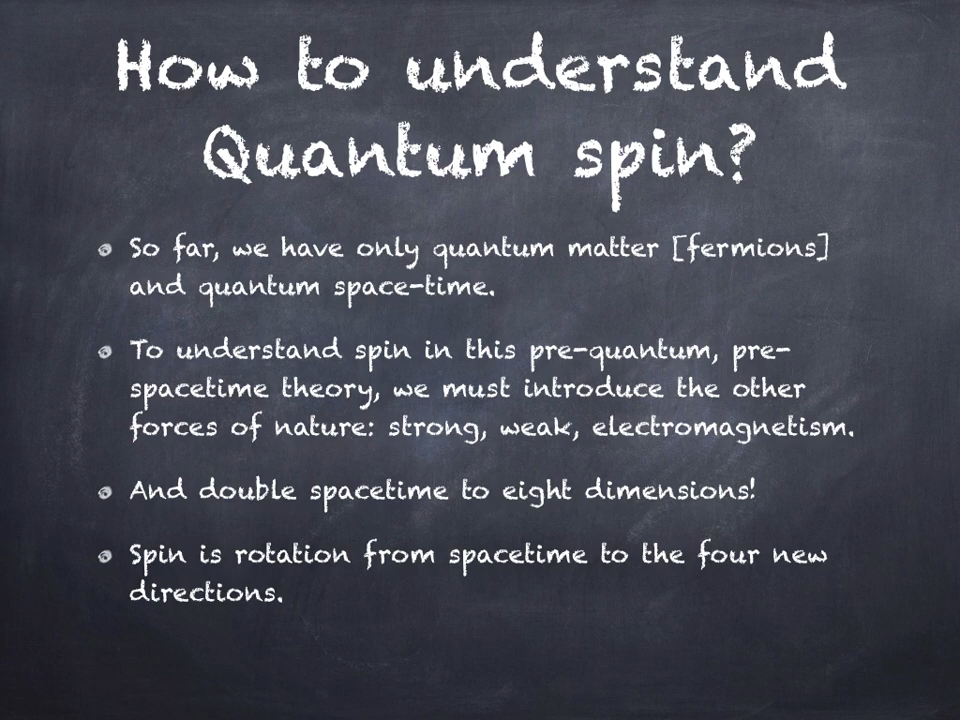 How to understand
Quantum spin?
So far, we have only quantum matter [fermions]
and quantum space-time.
To understand spin in this pre-quantum, pre-
spacetime theory, we must introduce the other
forces of nature: strong, weak, electromagnetism.
And double spacetime to eight dimensions!
Spin is rotation from spacetime to the four new
directions.